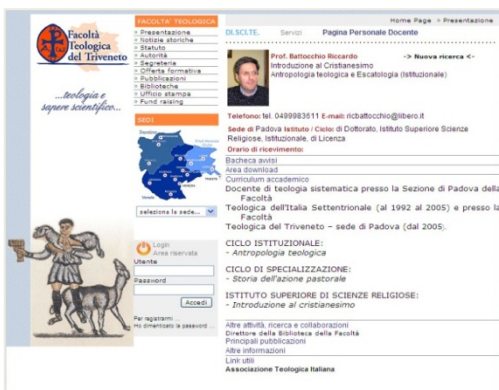 Facoltà
Teologica
del Triveneto
...teologia e
sapere scientifico...
FACOLTA' TEOLOGICA
Presentazione
Notizie storiche
Statuto
Autorità
Segreteria
Offerta formativa
Pubblicazioni
Biblioteche
Ufficio stampa
Fund raising
SEDI
seleziona la sede...
Login
Area riservata
Utente
Password
Accedi
Per registrarmi ...
Ho dimenticato la password ...
Home Page > Presentazione
DI.SCI.TE. Servizi Pagina Personale Docente
Prof. Battocchio Riccardo -> Nuova ricerca <-
Introduzione al Cristianesimo
Antropologia teologica e Escatologia (Istituzionale)
Telefono: tel. 0499983611 E-mail: ricbattocchio@libero.it
Sede di Padova Istituto / Ciclo: di Dottorato, Istituto Superiore Scienze
Religiose, Istituzionale, di Licenza
Orario di ricevimento:
Bacheca avvisi
Area download
Curriculum accademico
Docente di teologia sistematica presso la Sezione di Padova della
Facoltà
Teologica dell'Italia Settentrionale (al 1992 al 2005) e presso la
Facoltà
Teologica del Triveneto – sede di Padova (dal 2005).
CICLO ISTITUZIONALE:
- Antropologia teologica
CICLO DI SPECIALIZZAZIONE:
- Storia dell'azione pastorale
ISTITUTO SUPERIORE DI SCIENZE RELIGIOSE:
- Introduzione al cristianesimo
Altre attività, ricerca e collaborazioni
Direttore della Biblioteca della Facoltà
Principali pubblicazioni
Altre informazioni
Link utili
Associazione Teologica Italiana